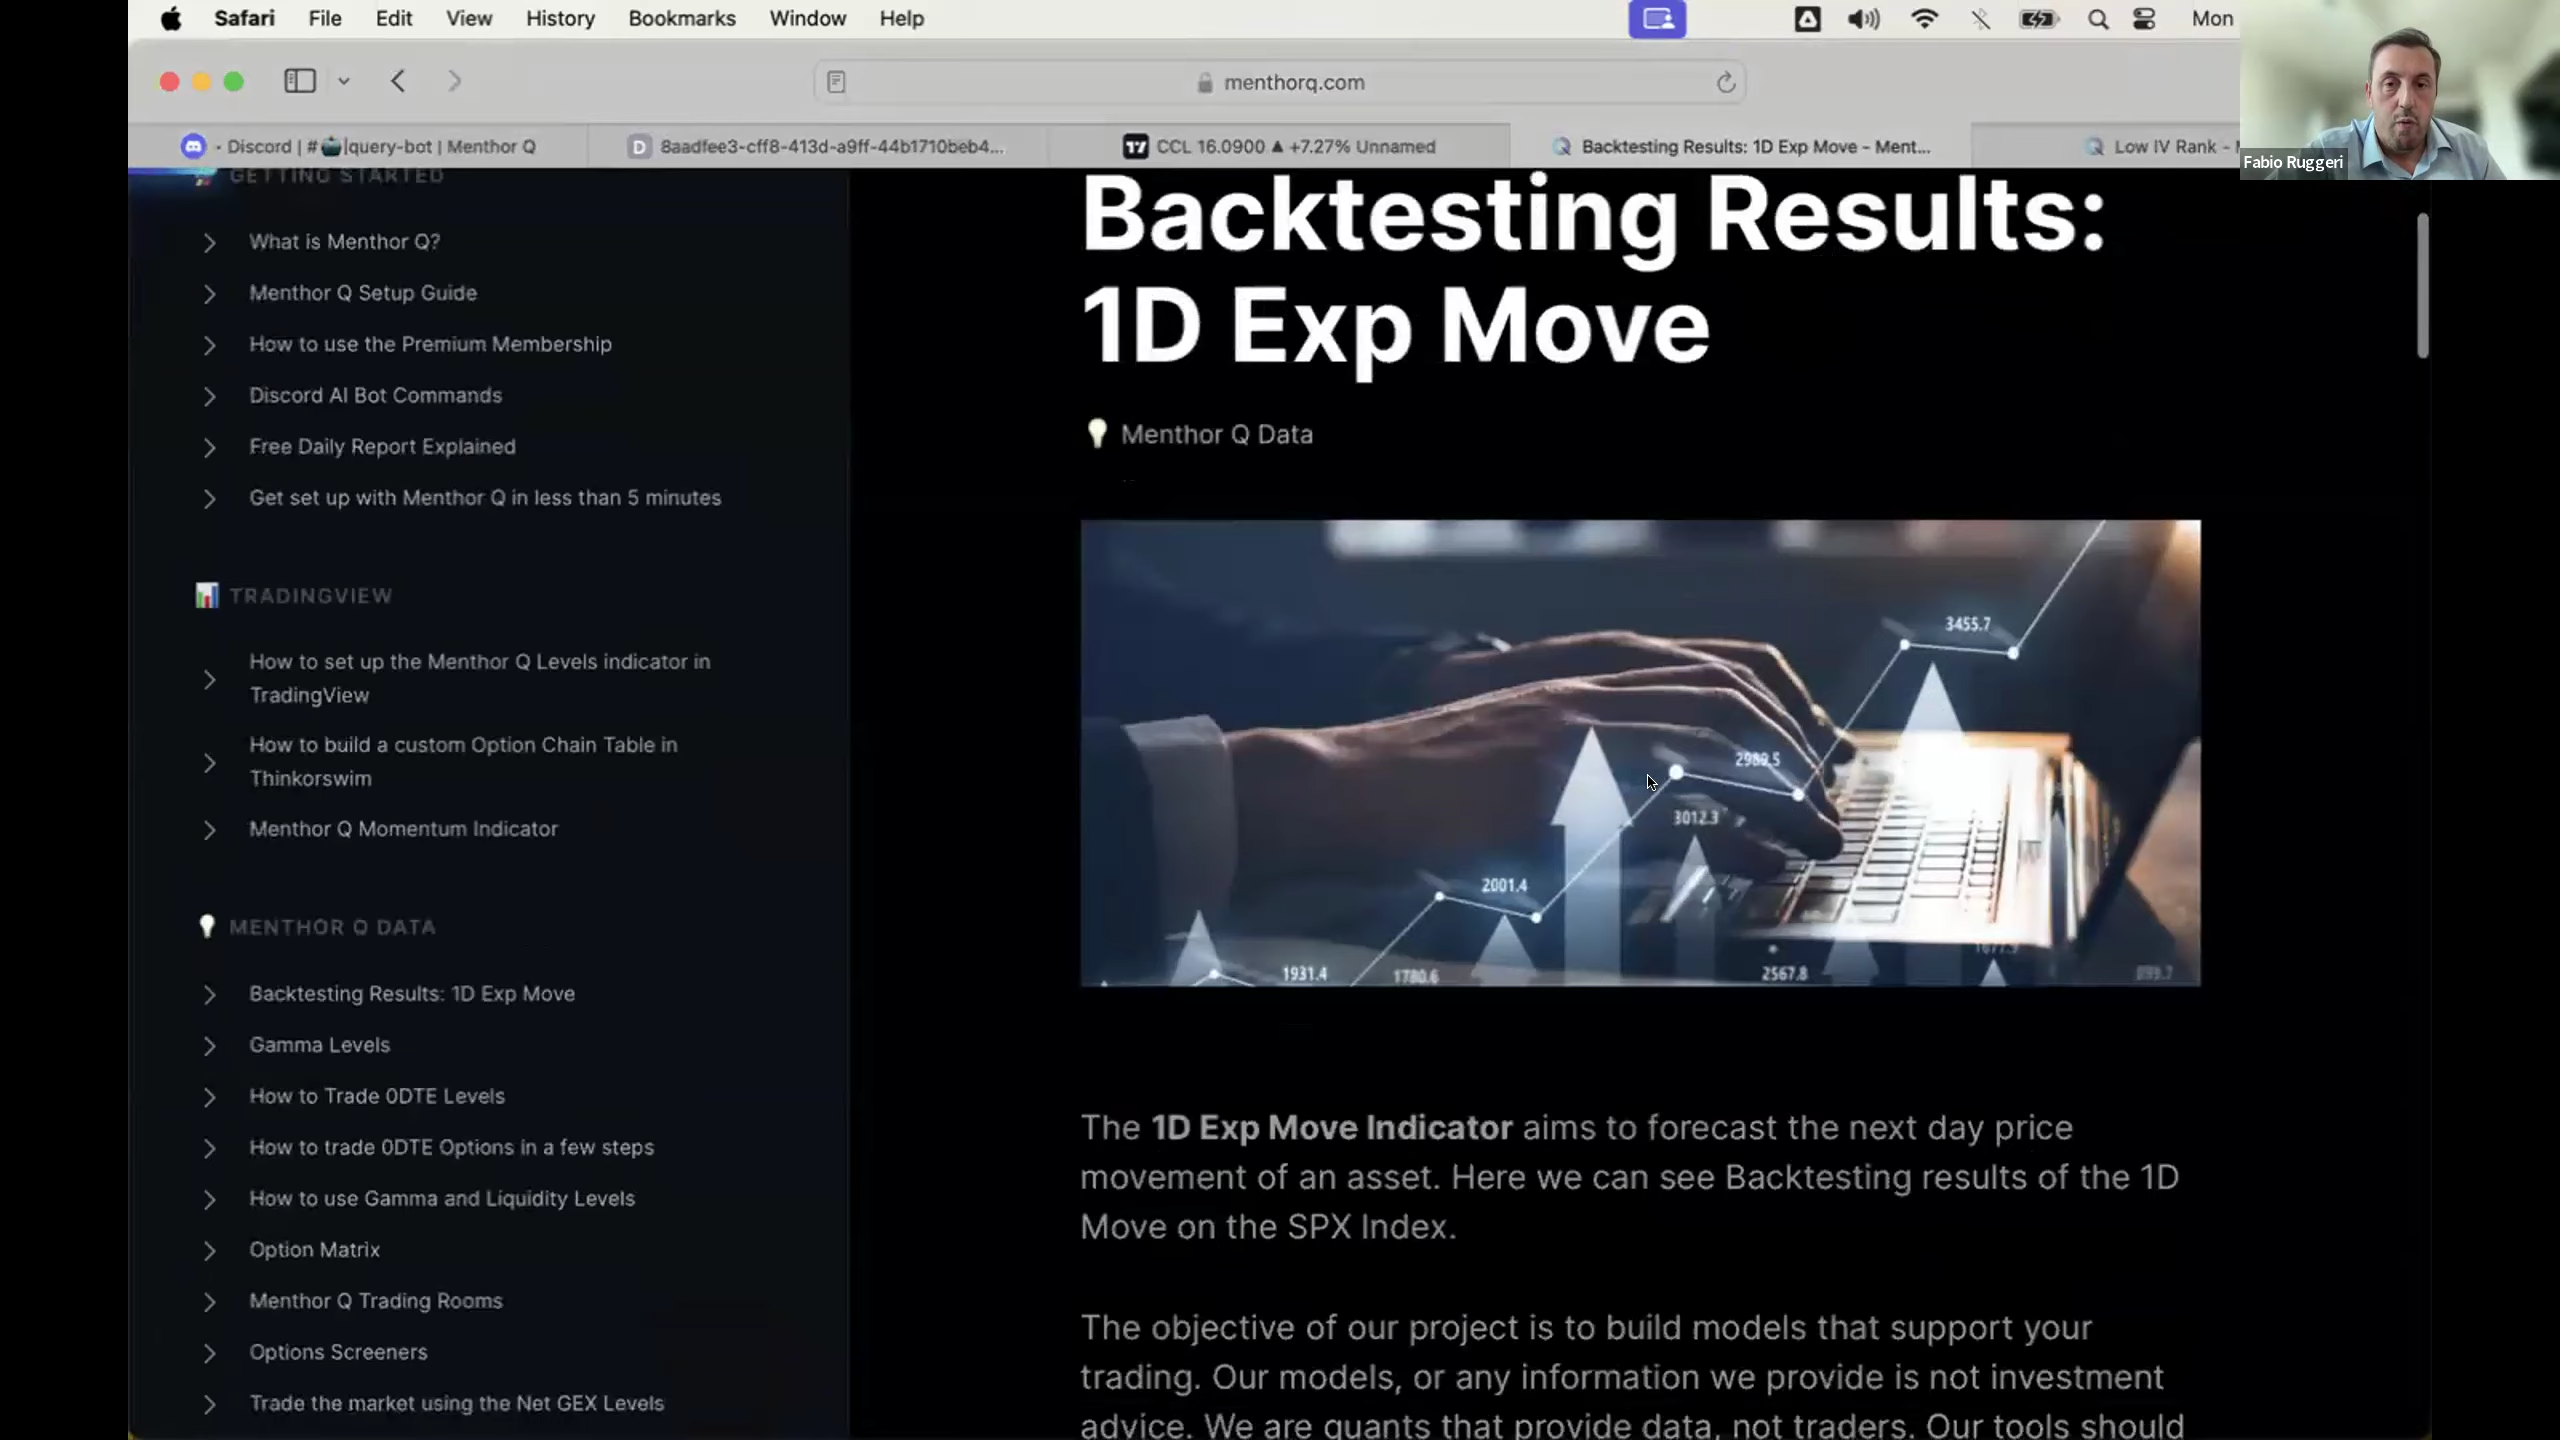 Safari File Edit View History Bookmarks Window Help Mon
menthorq.com
- Discord | #|query-bot | Menthor Q
D 8aadfee3-cff8-413d-a9ff-44b1710beb4...
CCL 16.0900 ▲ +7.27% Unnamed
Backtesting Results: 1D Exp Move - Ment...
Low IV Rank -
Fabio Ruggeri
GETTING STARTED
What is Menthor Q?
Menthor Q Setup Guide
How to use the Premium Membership
Discord AI Bot Commands
Free Daily Report Explained
Get set up with Menthor Q in less than 5 minutes
TRADINGVIEW
How to set up the Menthor Q Levels indicator in
TradingView
How to build a custom Option Chain Table in
Thinkorswim
Menthor Q Momentum Indicator
MENTHOR Q DATA
Backtesting Results: 1D Exp Move
Gamma Levels
How to Trade 0DTE Levels
How to trade 0DTE Options in a few steps
How to use Gamma and Liquidity Levels
Option Matrix
Menthor Q Trading Rooms
Options Screeners
Trade the market using the Net GEX Levels
Backtesting Results:
1D Exp Move
Menthor Q Data
3455.7
2989.5
3012.3
2001.4
1931.4
1780.6
2567.8
899.7
The 1D Exp Move Indicator aims to forecast the next day price
movement of an asset. Here we can see Backtesting results of the 1D
Move on the SPX Index.
The objective of our project is to build models that support your
trading. Our models, or any information we provide is not investment
advice. We are quants that provide data, not traders. Our tools should